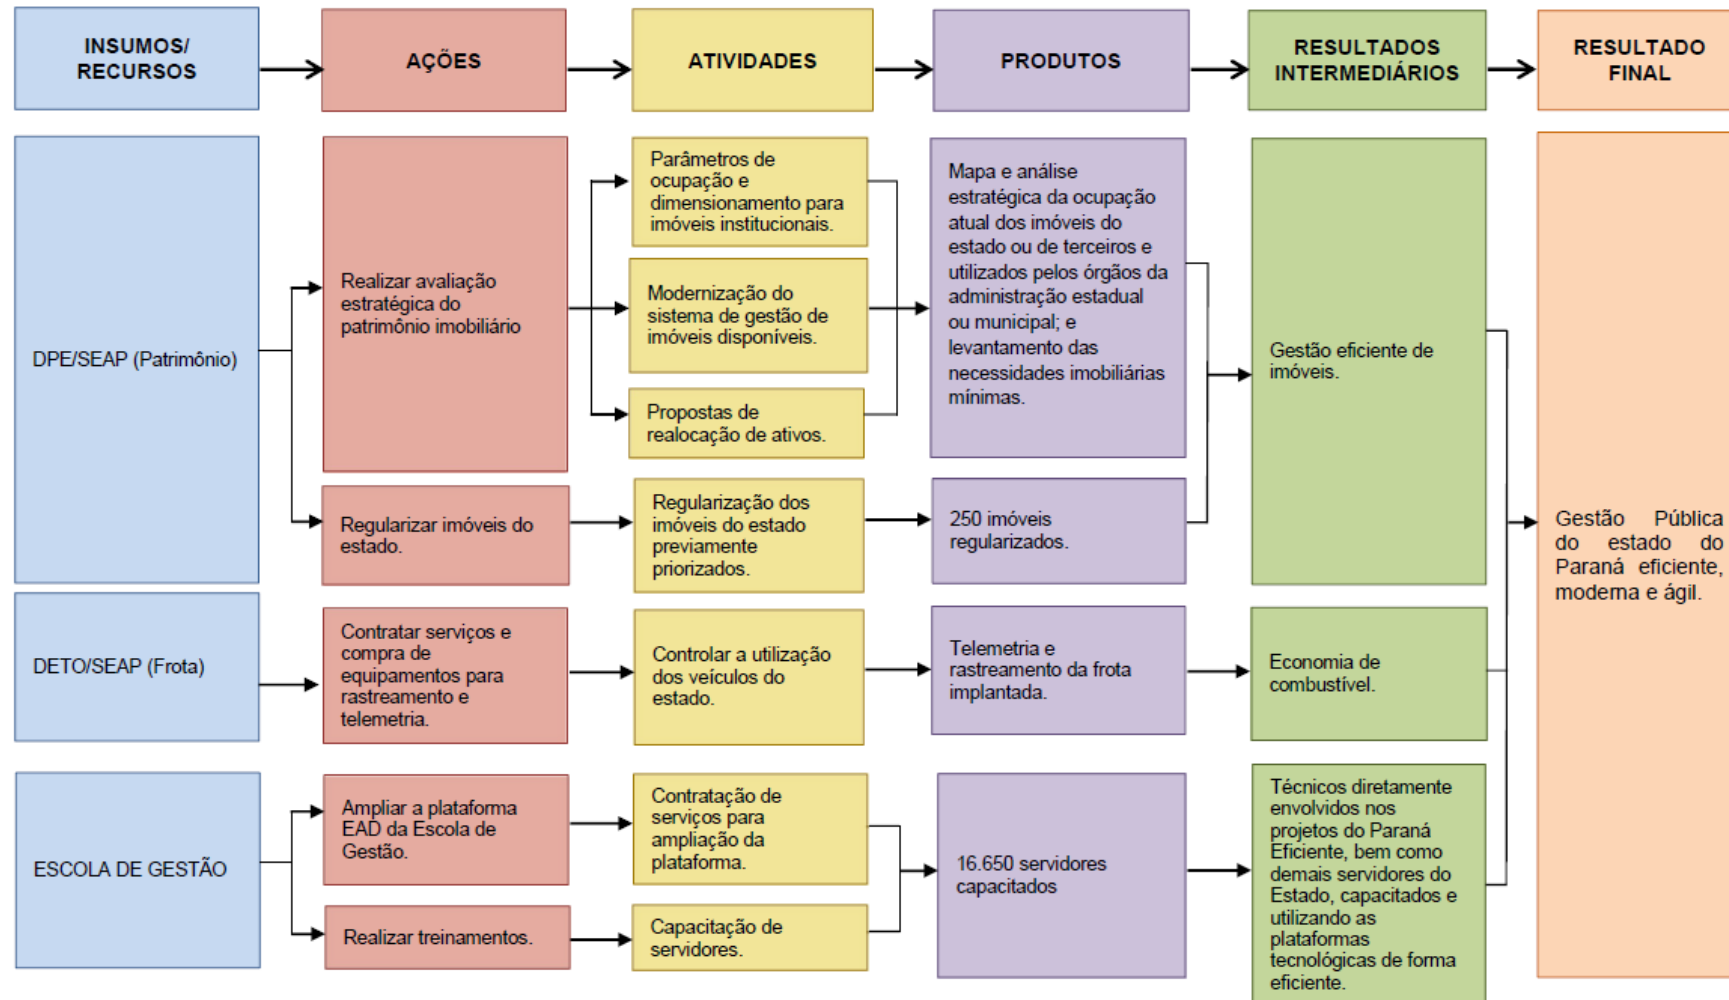 INSUMOS/
RECURSOS
AÇÕES
ATIVIDADES
PRODUTOS
RESULTADOS
INTERMEDIÁRIOS
RESULTADO
FINAL
DPE/SEAP (Patrimônio)
Realizar avaliação
estratégica do
patrimônio imobiliário
Parâmetros de
ocupação e
dimensionamento para
imóveis institucionais.
Modernização do
sistema de gestão de
imóveis disponíveis.
Propostas de
realocação de ativos.
Mapa e análise
estratégica da ocupação
atual dos imóveis do
estado ou de terceiros e
utilizados pelos órgãos da
administração estadual
ou municipal; e
levantamento das
necessidades imobiliárias
mínimas.
Gestão eficiente de
imóveis.
Regularizar imóveis do
estado.
Regularização dos
imóveis do estado
previamente
priorizados.
250 imóveis
regularizados.
DETO/SEAP (Frota)
Contratar serviços e
compra de
equipamentos para
rastreamento e
telemetria.
Controlar a utilização
dos veículos do
estado.
Telemetria e
rastreamento da frota
implantada.
Economia de
combustível.
ESCOLA DE GESTÃO
Ampliar a plataforma
EAD da Escola de
Gestão.
Contratação de
serviços para
ampliação da
plataforma.
Realizar treinamentos.
Capacitação de
servidores.
16.650 servidores
capacitados
Técnicos diretamente
envolvidos nos
projetos do Paraná
Eficiente, bem como
demais servidores do
Estado, capacitados e
utilizando as
plataformas
tecnológicas de forma
eficiente.
Gestão Pública
do estado do
Paraná eficiente,
moderna e ágil.